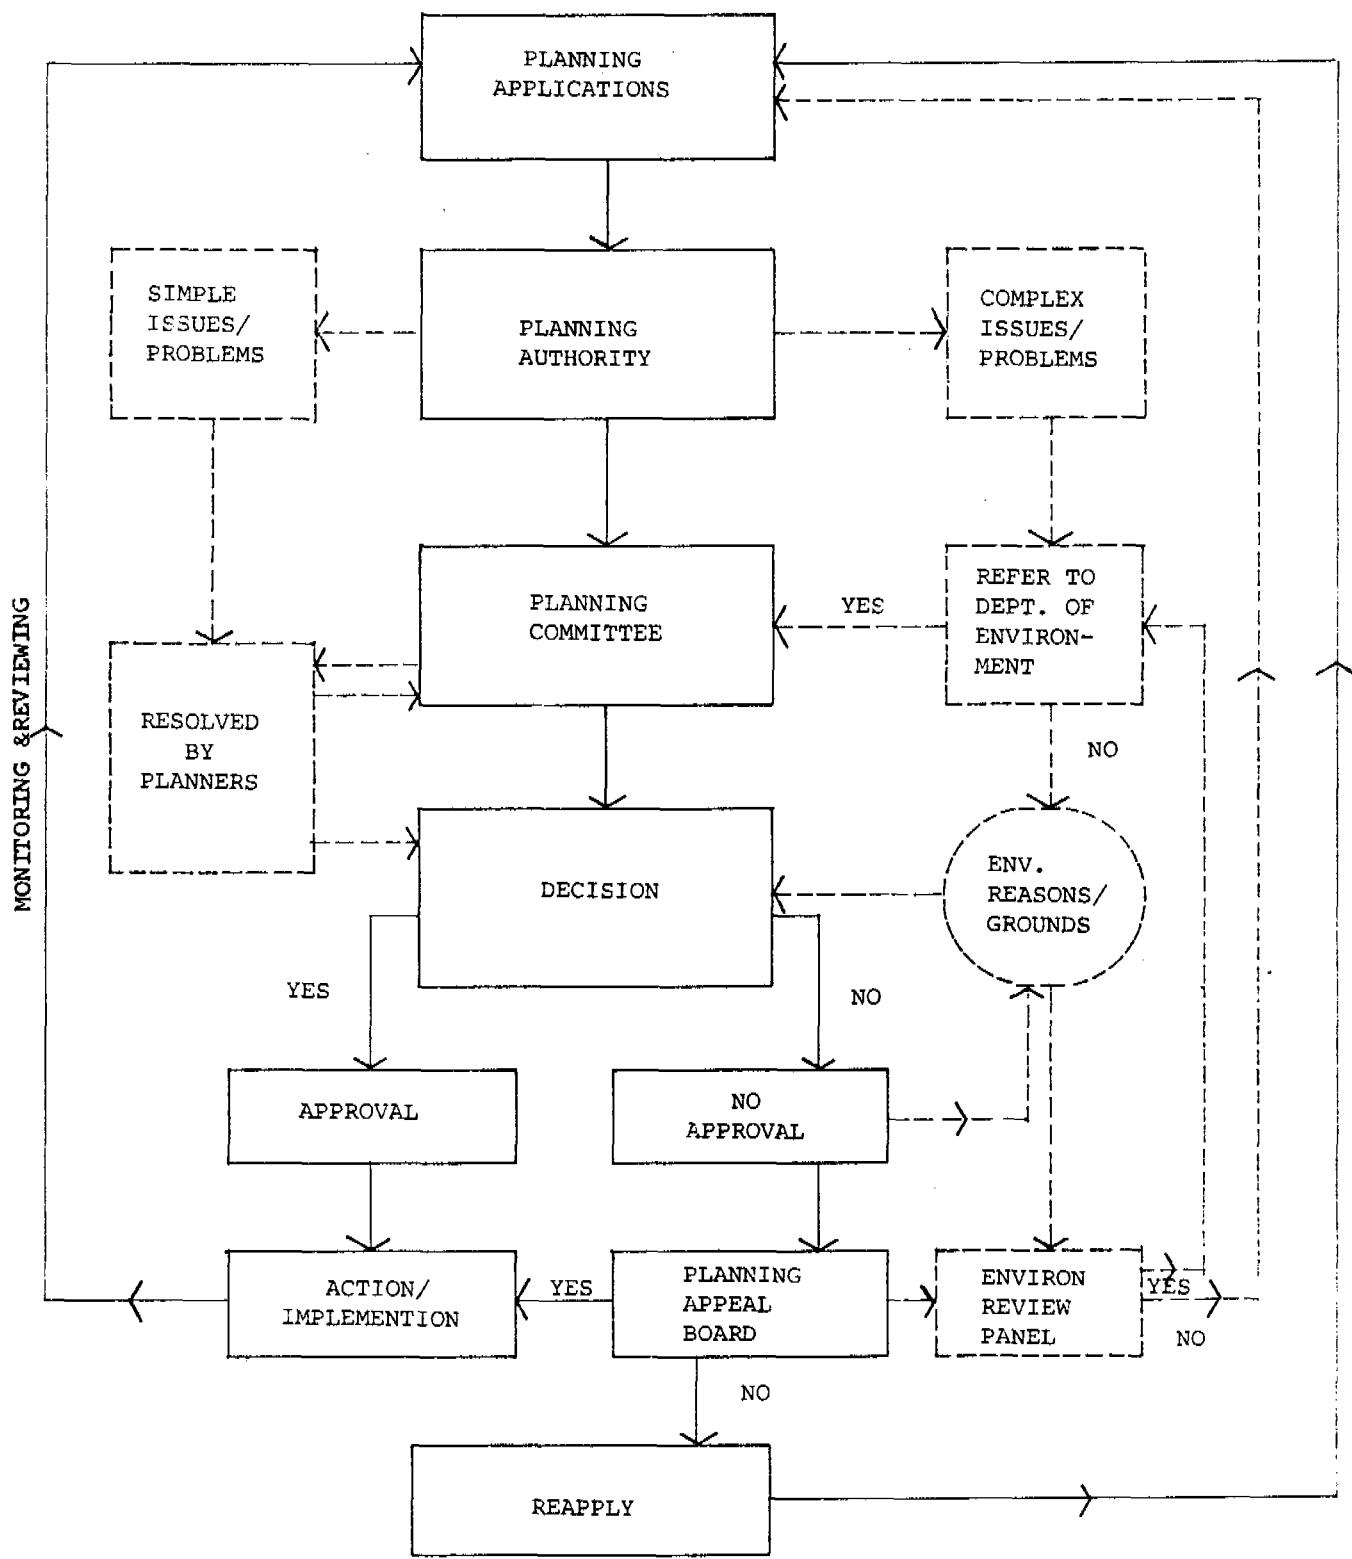 PLANNING
APPLICATIONS
SIMPLE
ISSUES/
PROBLEMS
PLANNING
AUTHORITY
COMPLEX
ISSUES/
PROBLEMS
PLANNING
COMMITTEE
YES
REFER TO
DEPT. OF
ENVIRON-
MENT
MONITORING &REVIEWING
RESOLVED
BY
PLANNERS
NO
DECISION
ENV.
REASONS/
GROUNDS
YES
NO
APPROVAL
NO
APPROVAL
ACTION/
IMPLEMENTION
YES
PLANNING
APPEAL
BOARD
ENVIRON
REVIEW
PANEL
YES
NO
NO
REAPPLY